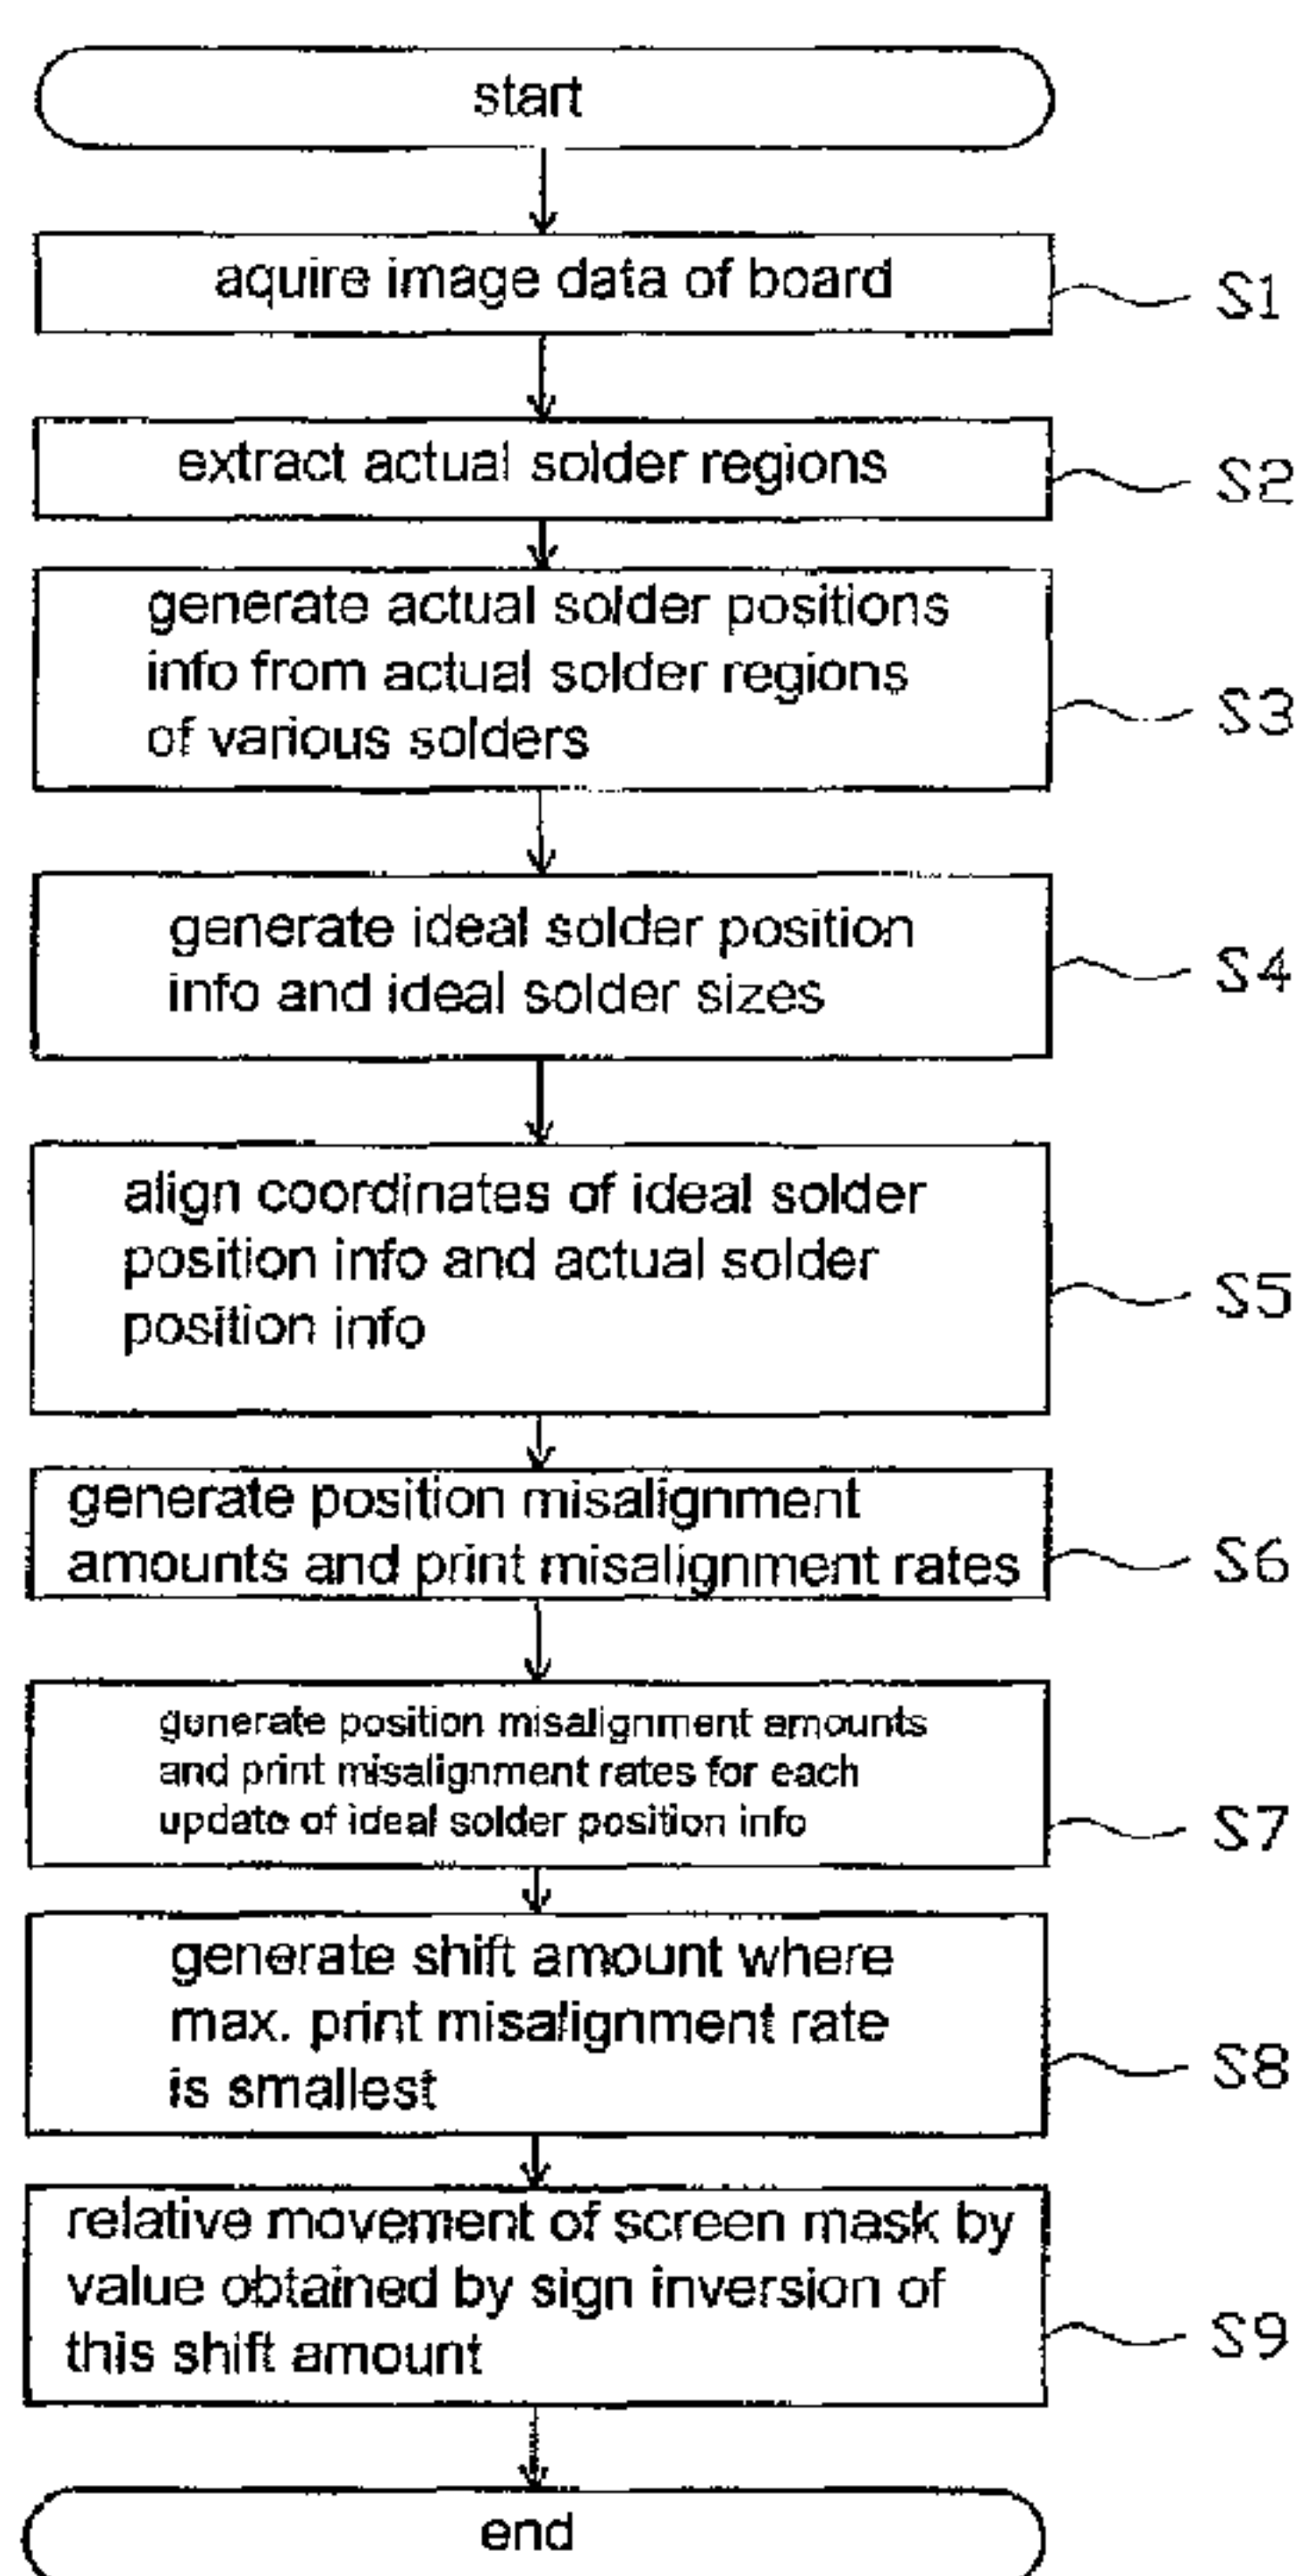 start
aquire image data of board
S1
extract actual solder regions
S2
generate actual solder positions
info from actual solder regions
of various solders
S3
generate ideal solder position
info and ideal solder sizes
S4
align coordinates of ideal solder
position info and actual solder
position info
S5
generate position misalignment
amounts and print misalignment rates
S6
generate position misalignment amounts
and print misalignment rates for each
update of ideal solder position info
S7
generate shift amount where
max. print misalignment rate
is smallest
S8
relative movement of screen mask by
value obtained by sign inversion of
this shift amount
S9
end